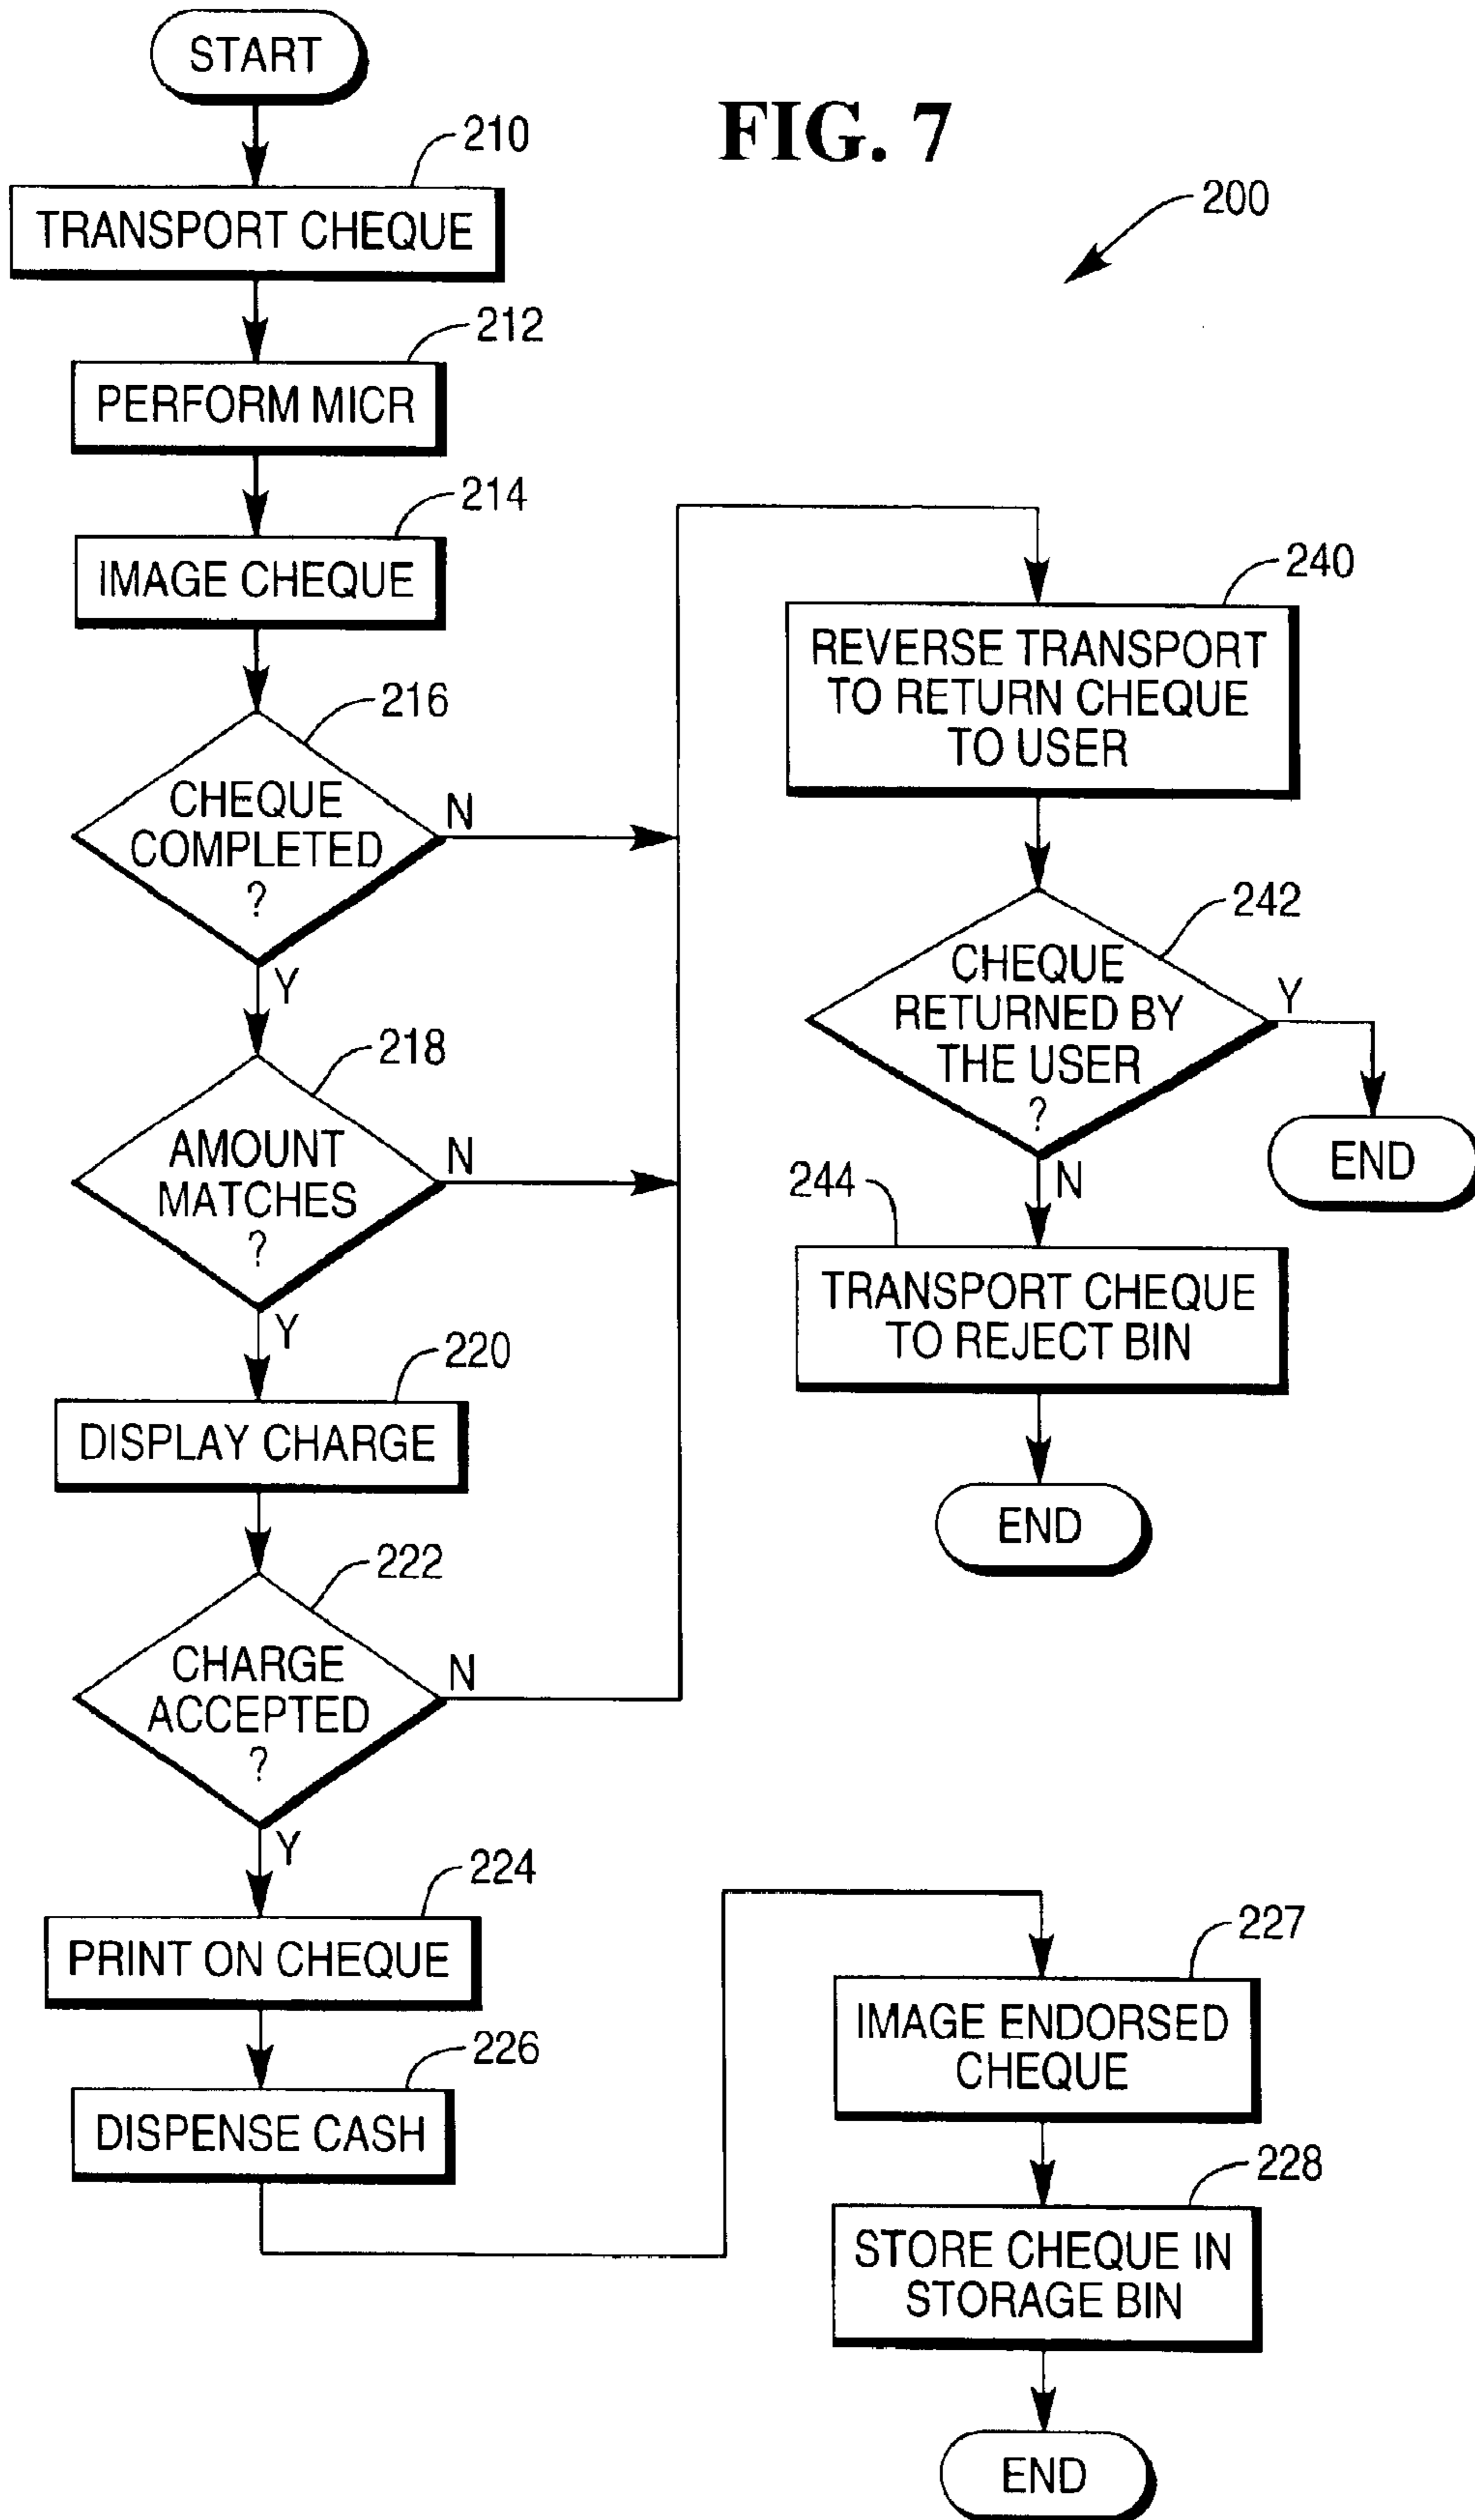 START
FIG. 7
210
200
TRANSPORT CHEQUE
212
PERFORM MICR
214
IMAGE CHEQUE
216
CHEQUE
COMPLETED
?
N
Y
218
AMOUNT
MATCHES
?
N
Y
220
DISPLAY CHARGE
222
CHARGE
ACCEPTED
?
N
Y
224
PRINT ON CHEQUE
226
DISPENSE CASH
240
REVERSE TRANSPORT
TO RETURN CHEQUE
TO USER
242
CHEQUE
RETURNED BY
THE USER
?
Y
END
N
244
TRANSPORT CHEQUE
TO REJECT BIN
END
227
IMAGE ENDORSED
CHEQUE
228
STORE CHEQUE IN
STORAGE BIN
END